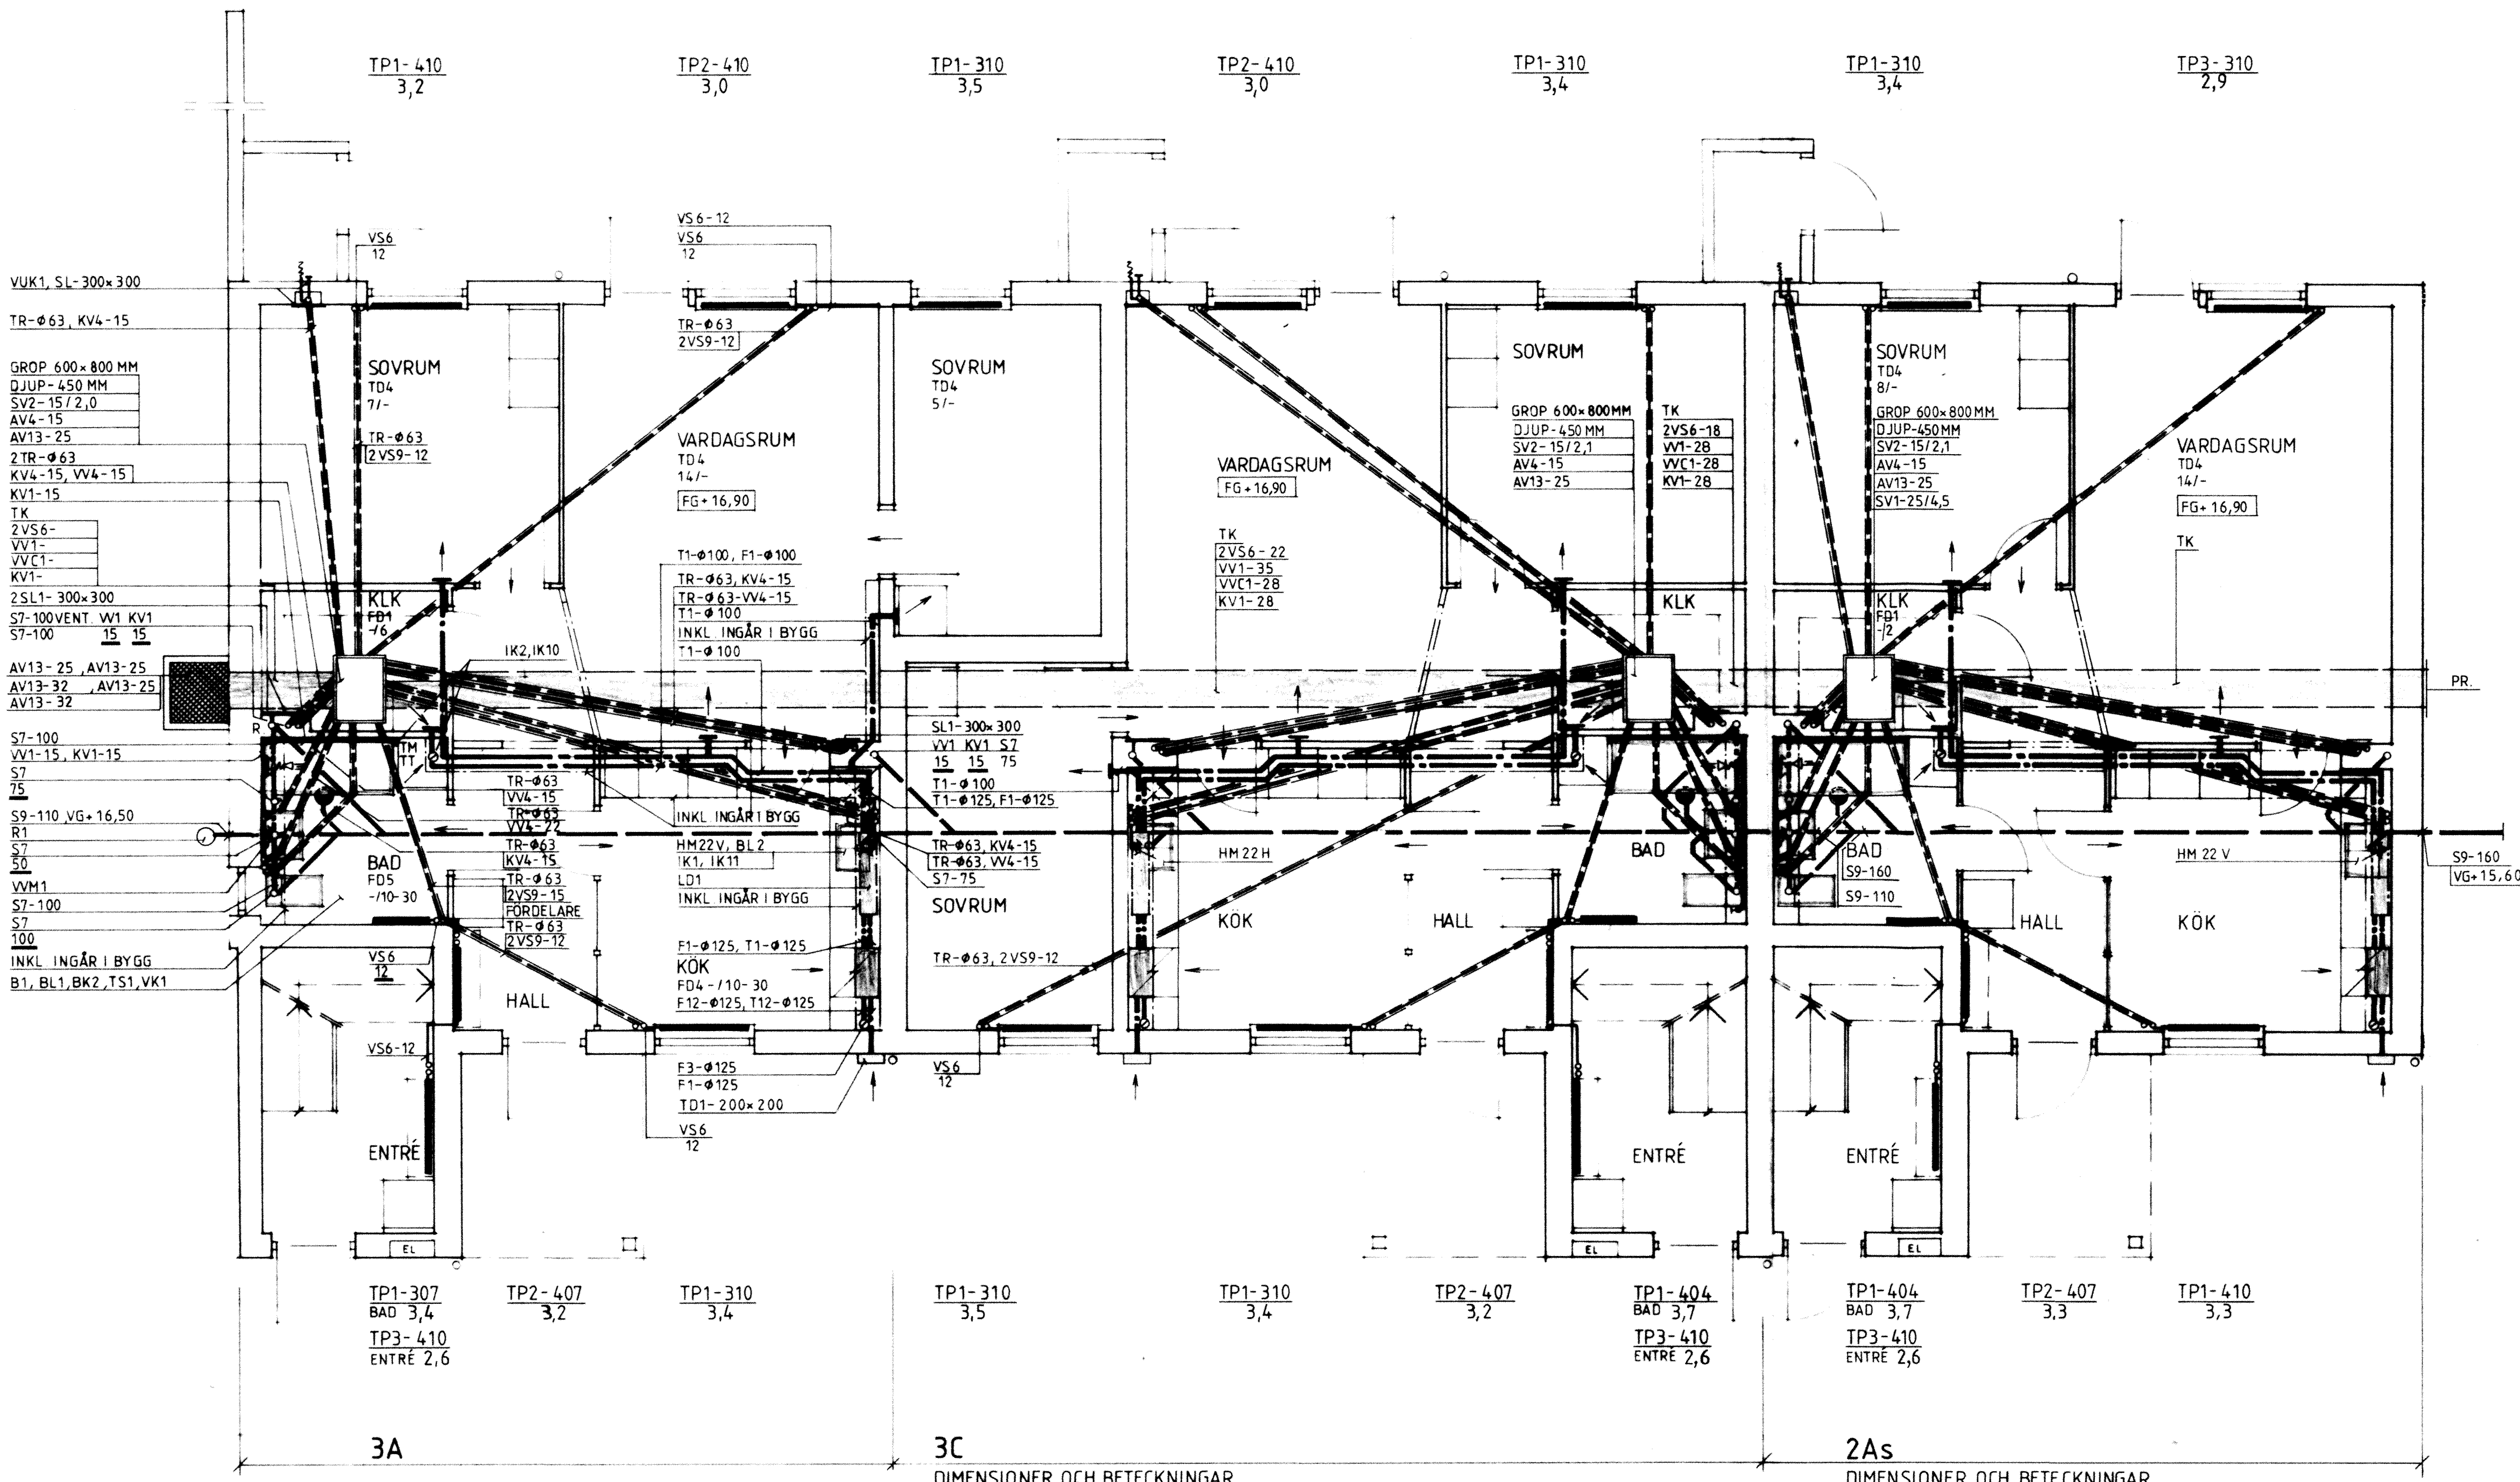 TP1-410
3,2
TP2-410
3,0
TP1-310
3,5
TP2-410
3,0
TP1-310
3,4
TP1-310
3,4
TP3-310
2,9
VS6
12
VS6-12
VS6
12
VUK1, SL-300×300
TR-Φ63, KV4-15
GROP 600×800 MM
DJUP-450 MM
SV2-15/2,0
AV4-15
AV13-25
2TR-Φ63
KV4-15, VV4-15
KV1-15
TK
2VS6-
VV1-
VVC1-
KV1-
2SL1-300×300
S7-100VENT. VV1 KV1
S7-100 15 15
AV13-25 ,AV13-25
AV13-32 ,AV13-25
AV13-32
R
S7-100
VV1-15, KV1-15
S7
75
S9-110 ,VG+16,50
R1
S7
50
VVM1
S7-100
S7
100
INKL. INGÅR I BYGG
B1, BL1,BK2,TS1,VK1
SOVRUM
TD4
7/-
TR-Φ63
2VS9-12
TR-Φ63
2VS9-12
VARDAGSRUM
TD4
14/-
FG+16,90
SOVRUM
TD4
5/-
KLK
FD1
-/6
IK2,IK10
T1-Φ100, F1-Φ100
TR-Φ63, KV4-15
TR-Φ63-VV4-15
T1-Φ100
INKL. INGÅR I BYGG
T1-Φ100
VARDAGSRUM
FG+16,90
TK
2VS6-22
VV1-35
VVC1-28
KV1-28
SOVRUM
GROP 600×800MM
DJUP-450 MM
SV2-15/2,1
AV4-15
AV13-25
TK
2VS6-18
VV1-28
VVC1-28
KV1-28
KLK
SOVRUM
TD4
8/-
GROP 600×800MM
DJUP-450MM
SV2-15/2,1
AV4-15
AV13-25
SV1-25/4,5
KLK
FD1
-/2
VARDAGSRUM
TD4
14/-
FG+16,90
TK
PR.
TM
TT
TR-Φ63
VV4-15
TR-Φ63
VV4-22
TR-Φ63
KV4-15
TR-Φ63
2VS9-15
FÖRDELARE
TR-Φ63
2VS9-12
BAD
FD5
-/10-30
VS6
12
INKL INGÅR I BYGG
HM22V, BL2
IK1, IK11
LD1
INKL. INGÅR I BYGG
F1-Φ125, T1-Φ125
KÖK
FD4 -/10-30
F12-Φ125, T12-Φ125
F3-Φ125
F1-Φ125
TD1-200×200
VS6
12
HALL
VS6-12
ENTRÉ
EL
SL1-300×300
VV1 KV1 S7
15 15 75
T1-Φ100
T1-Φ125, F1-Φ125
TR-Φ63, KV4-15
TR-Φ63, VV4-15
S7-75
SOVRUM
TR-Φ63, 2VS9-12
VS6
12
HM22H
KÖK
HALL
BAD
ENTRÉ
EL
BAD
S9-160
S9-110
HALL
KÖK
HM 22 V
S9-160
VG+15,60
ENTRÉ
EL
TP1-307
BAD 3,4
TP3-410
ENTRÉ 2,6
TP2-407
3,2
TP1-310
3,4
TP1-310
3,5
TP1-310
3,4
TP2-407
3,2
TP1-404
BAD 3,7
TP3-410
ENTRÉ 2,6
TP1-404
BAD 3,7
TP3-410
ENTRÉ 2,6
TP2-407
3,3
TP1-410
3,3
3A
3C
DIMENSIONER OCH BETECKNINGAR
2As
DIMENSIONER OCH BETECKNINGAR